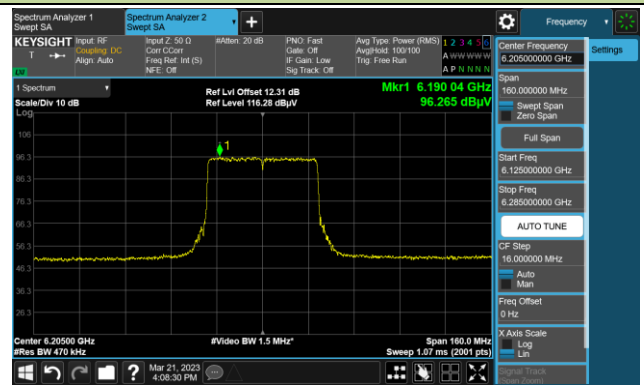 Spectrum Analyzer 1
Swept SA
Spectrum Analyzer 2
Swept SA
Frequency
KEYSIGHT
Input: RF
Coupling: DC
Align: Auto
Input Z: 50 Ω
Corr CCorr
Freq Ref: Int (S)
NFE: Off
#Atten: 20 dB
PNO: Fast
Gate: Off
IF Gain: Low
Sig Track: Off
Avg Type: Power (RMS)
Avg|Hold: 100/100
Trig: Free Run
1 2 3 4 5 6
A W W W W W
A P N N N N
Center Frequency
6.205000000 GHz
Settings
Span
160.000000 MHz
Swept Span
Zero Span
Full Span
Start Freq
6.125000000 GHz
Stop Freq
6.285000000 GHz
AUTO TUNE
CF Step
16.000000 MHz
Auto
Man
Freq Offset
0 Hz
X Axis Scale
Log
Lin
Signal Track
(Span Zoom)
1 Spectrum
Scale/Div 10 dB
Log
Ref Lvl Offset 12.31 dB
Ref Level 116.28 dBµV
Mkr1 6.190 04 GHz
96.265 dBµV
1
106
96.3
86.3
76.3
66.3
56.3
46.3
36.3
26.3
Center 6.20500 GHz
#Res BW 470 kHz
#Video BW 1.5 MHz*
Span 160.0 MHz
Sweep 1.07 ms (2001 pts)
Mar 21, 2023
4:08:30 PM